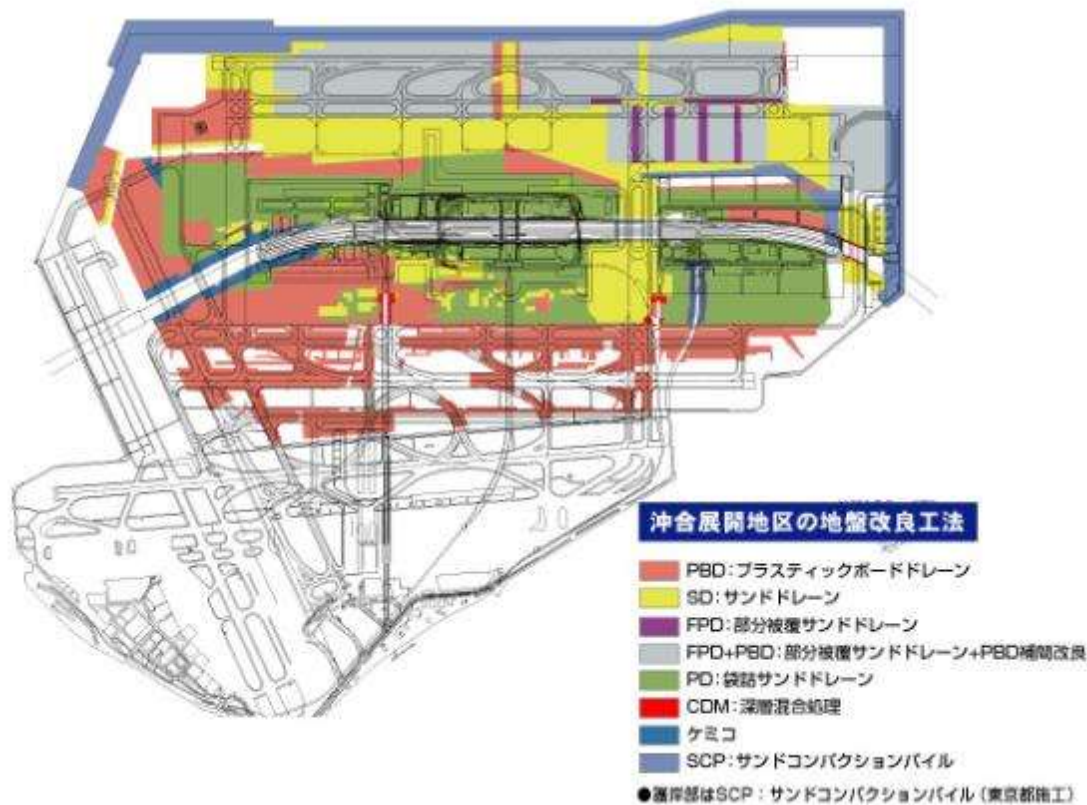 沖合展開地区の地盤改良工法
PBD:プラスティックボードドレーン
SD:サンドドレーン
FPD:部分被覆サンドドレーン
FPD+PBD:部分被覆サンドドレーン+PBD補間改良
PD:袋詰サンドドレーン
CDM:深層混合処理
ケミコ
SCP:サンドコンパクションパイル
●護岸部はSCP:サンドコンパクションパイル(東京都施工)